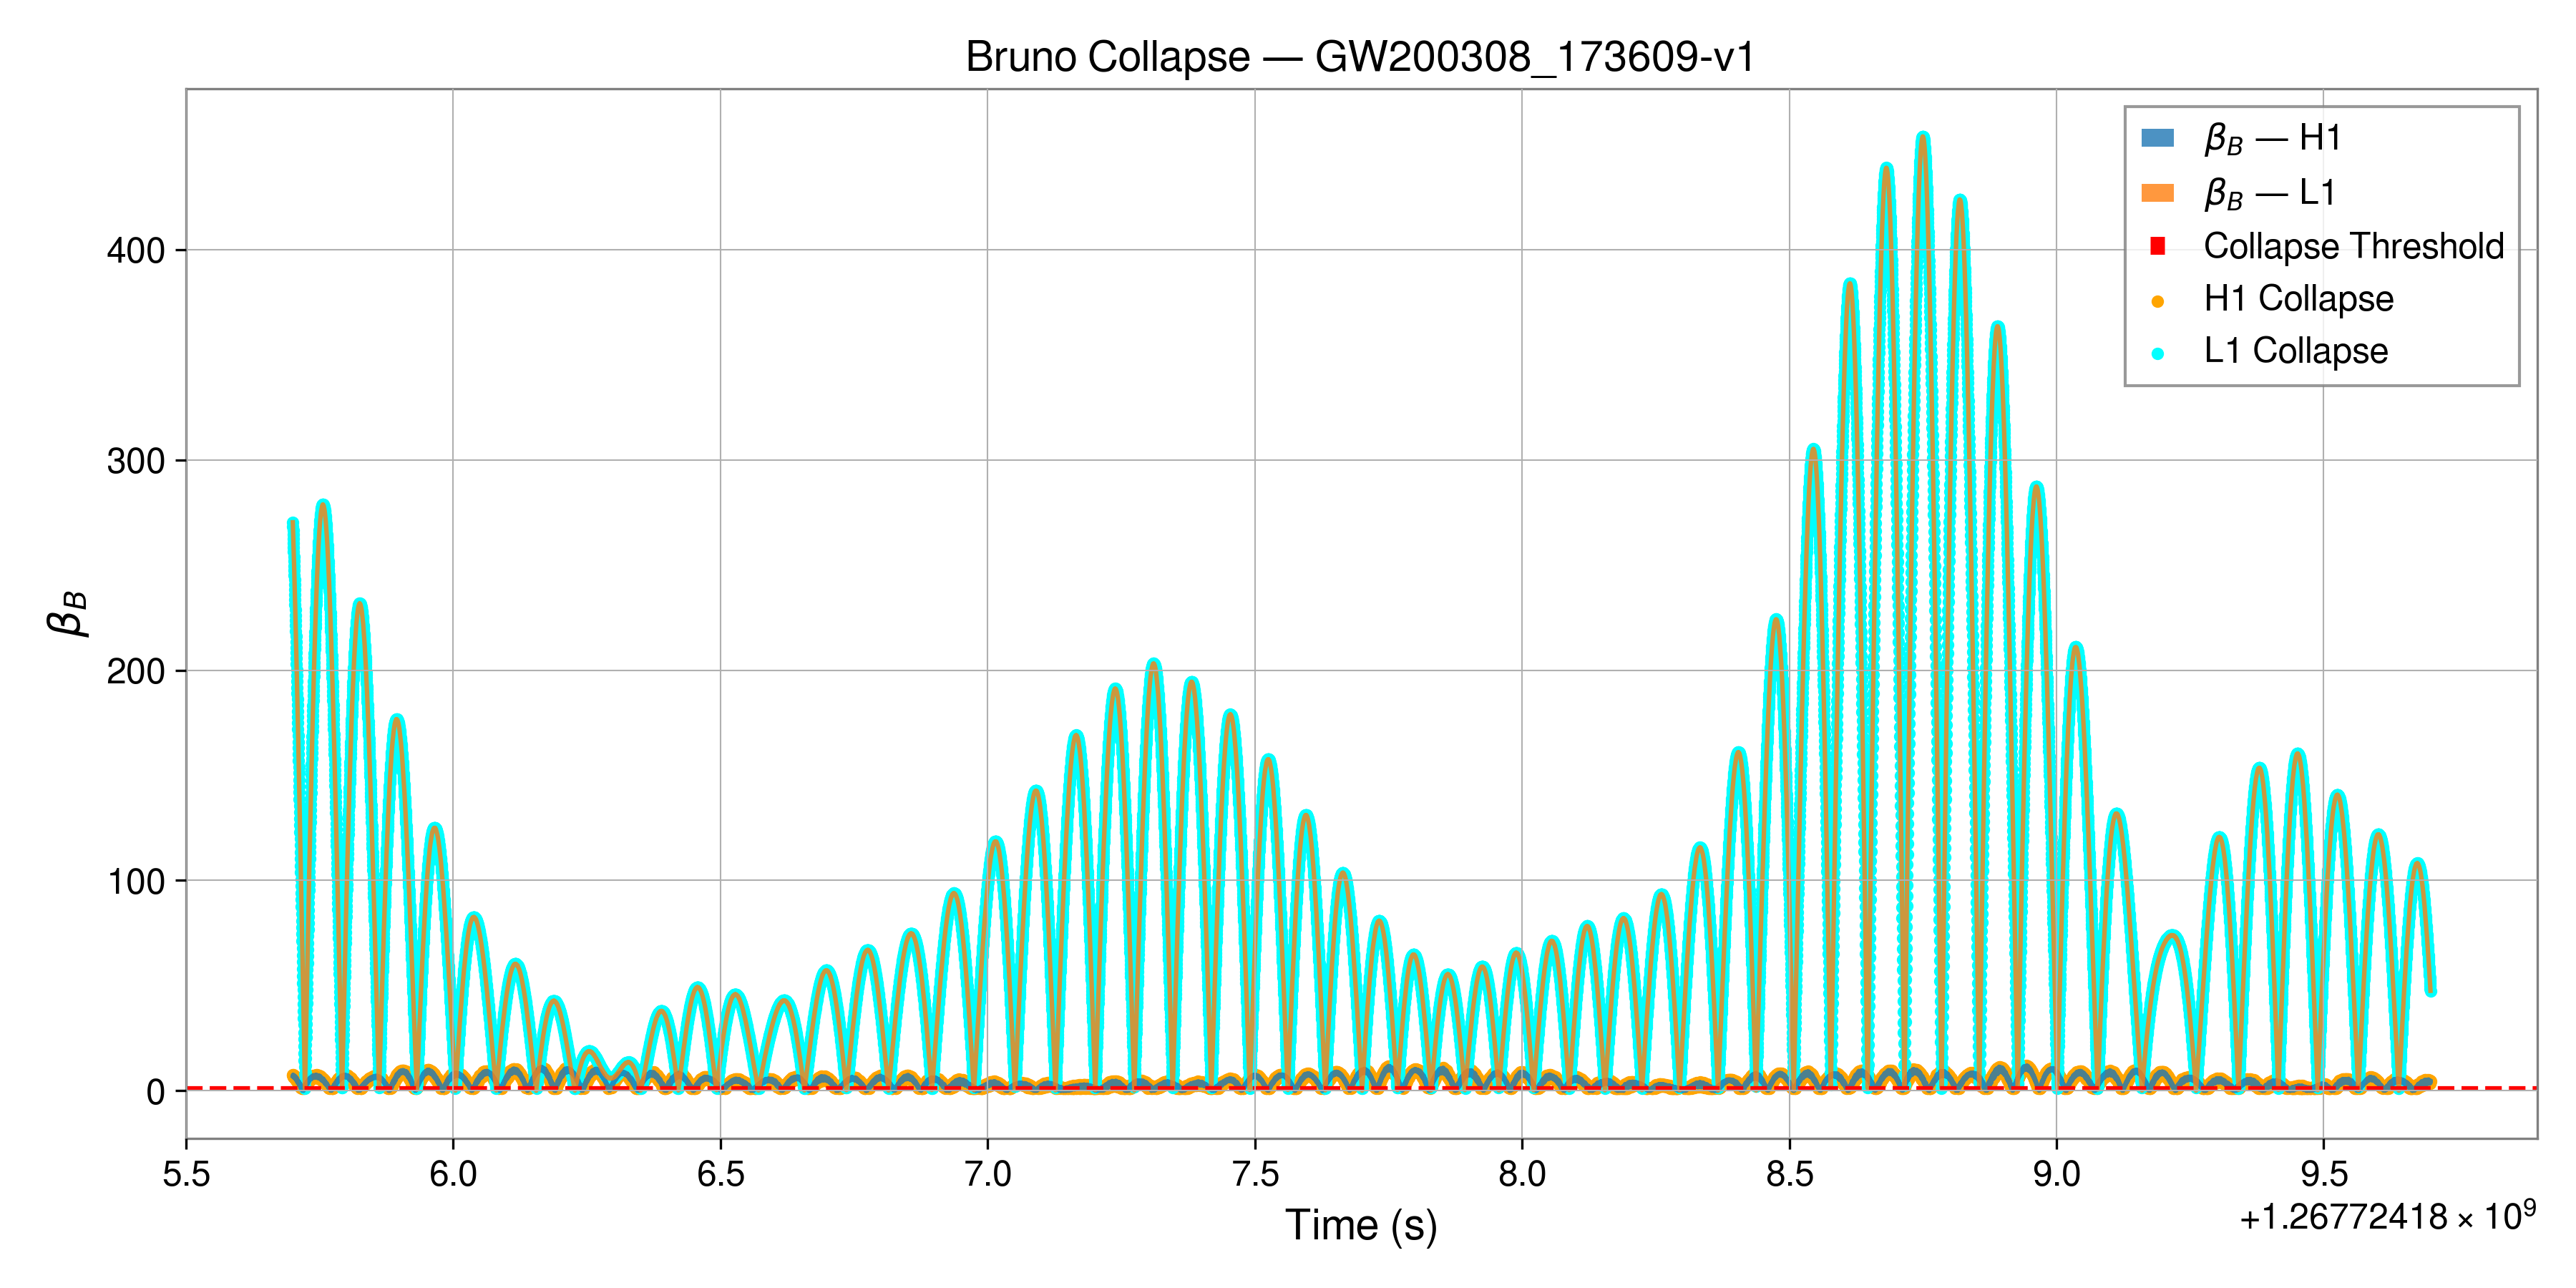 Bruno Collapse — GW200308_173609-v1
β_B — H1
β_B — L1
Collapse Threshold
H1 Collapse
L1 Collapse
β_B
400
300
200
100
0
5.5 6.0 6.5 7.0 7.5 8.0 8.5 9.0 9.5
+1.26772418 × 10⁹
Time (s)